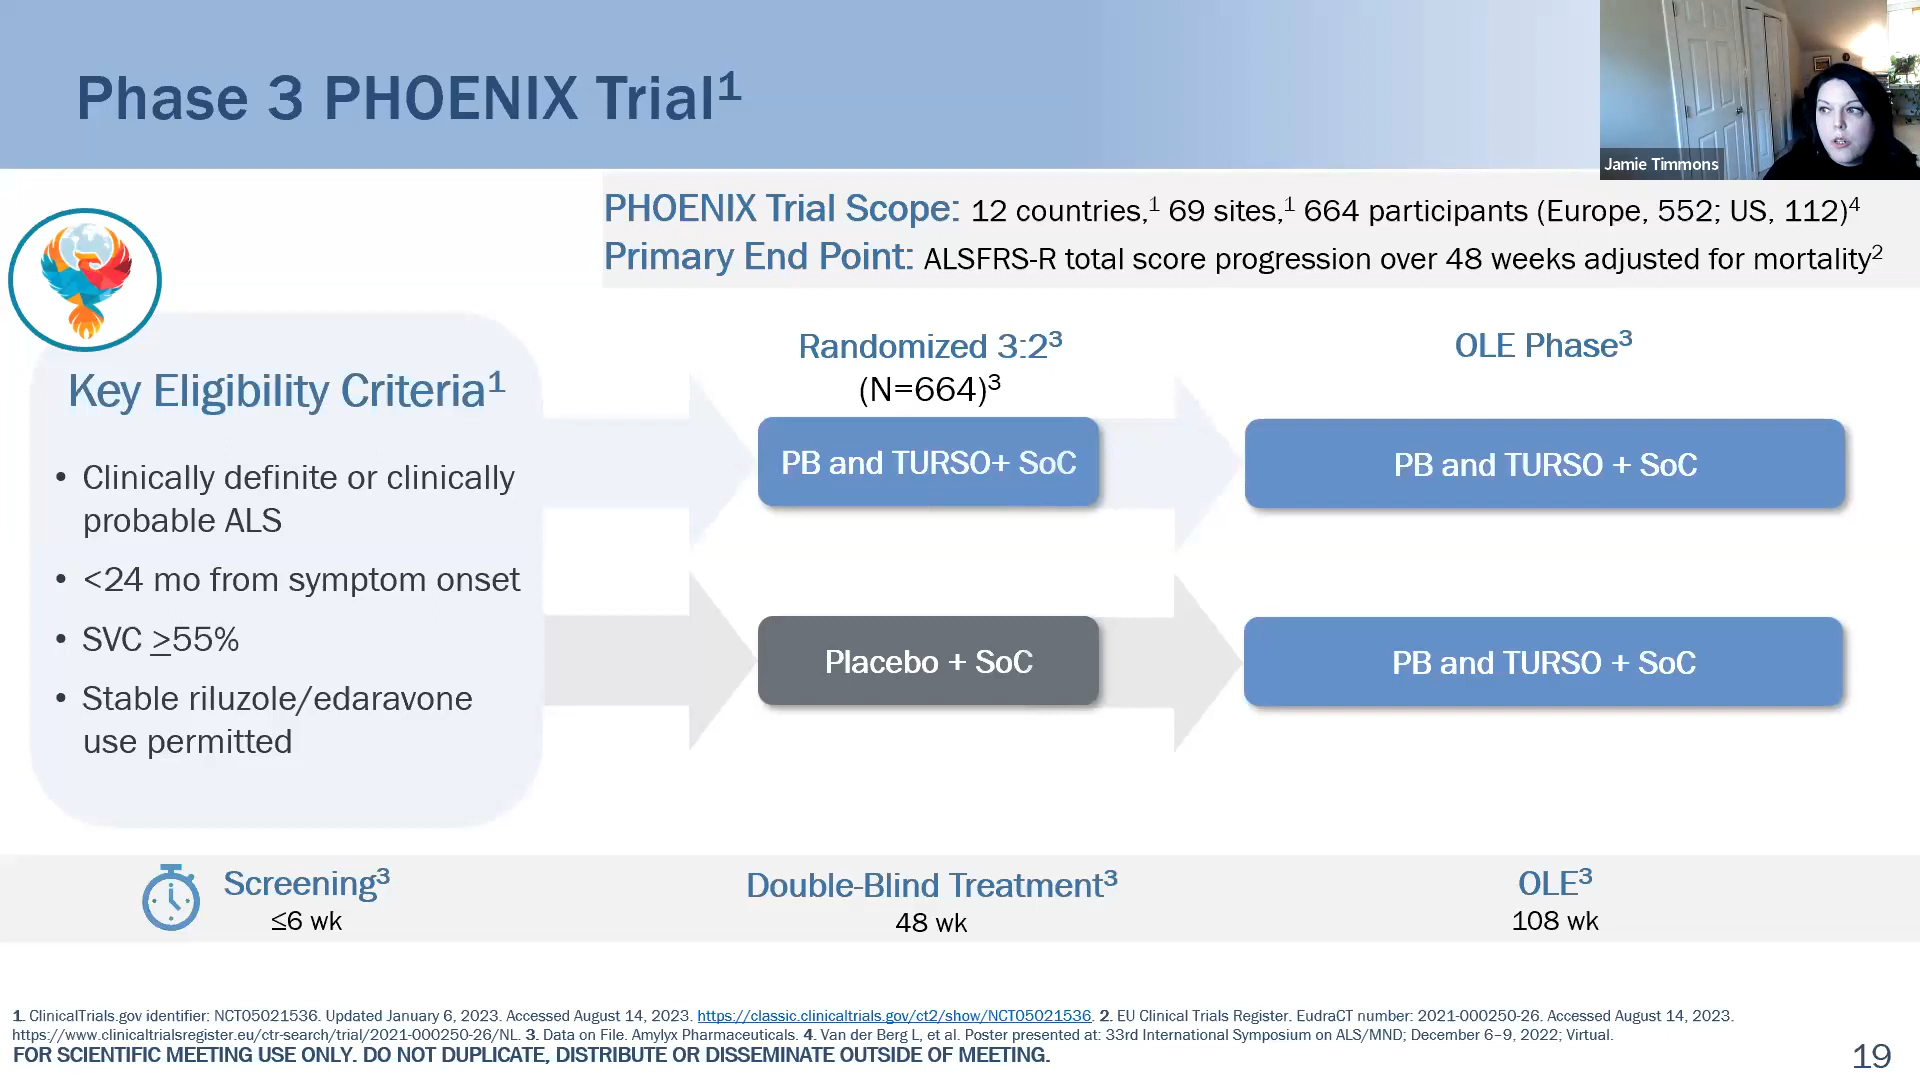 Phase 3 PHOENIX Trial¹
Jamie Timmons
PHOENIX Trial Scope: 12 countries,¹ 69 sites,¹ 664 participants (Europe, 552; US, 112)⁴
Primary End Point: ALSFRS-R total score progression over 48 weeks adjusted for mortality²
Key Eligibility Criteria¹
• Clinically definite or clinically
probable ALS
• <24 mo from symptom onset
• SVC ≥55%
• Stable riluzole/edaravone
use permitted
Randomized 3:2³
(N=664)³
PB and TURSO+ SoC
Placebo + SoC
OLE Phase³
PB and TURSO + SoC
PB and TURSO + SoC
Screening³
≤6 wk
Double-Blind Treatment³
48 wk
OLE³
108 wk
1. ClinicalTrials.gov identifier: NCT05021536. Updated January 6, 2023. Accessed August 14, 2023. https://classic.clinicaltrials.gov/ct2/show/NCT05021536. 2. EU Clinical Trials Register. EudraCT number: 2021-000250-26. Accessed August 14, 2023.
https://www.clinicaltrialsregister.eu/ctr-search/trial/2021-000250-26/NL. 3. Data on File. Amylyx Pharmaceuticals. 4. Van der Berg L, et al. Poster presented at: 33rd International Symposium on ALS/MND; December 6–9, 2022; Virtual.
FOR SCIENTIFIC MEETING USE ONLY. DO NOT DUPLICATE, DISTRIBUTE OR DISSEMINATE OUTSIDE OF MEETING.
19